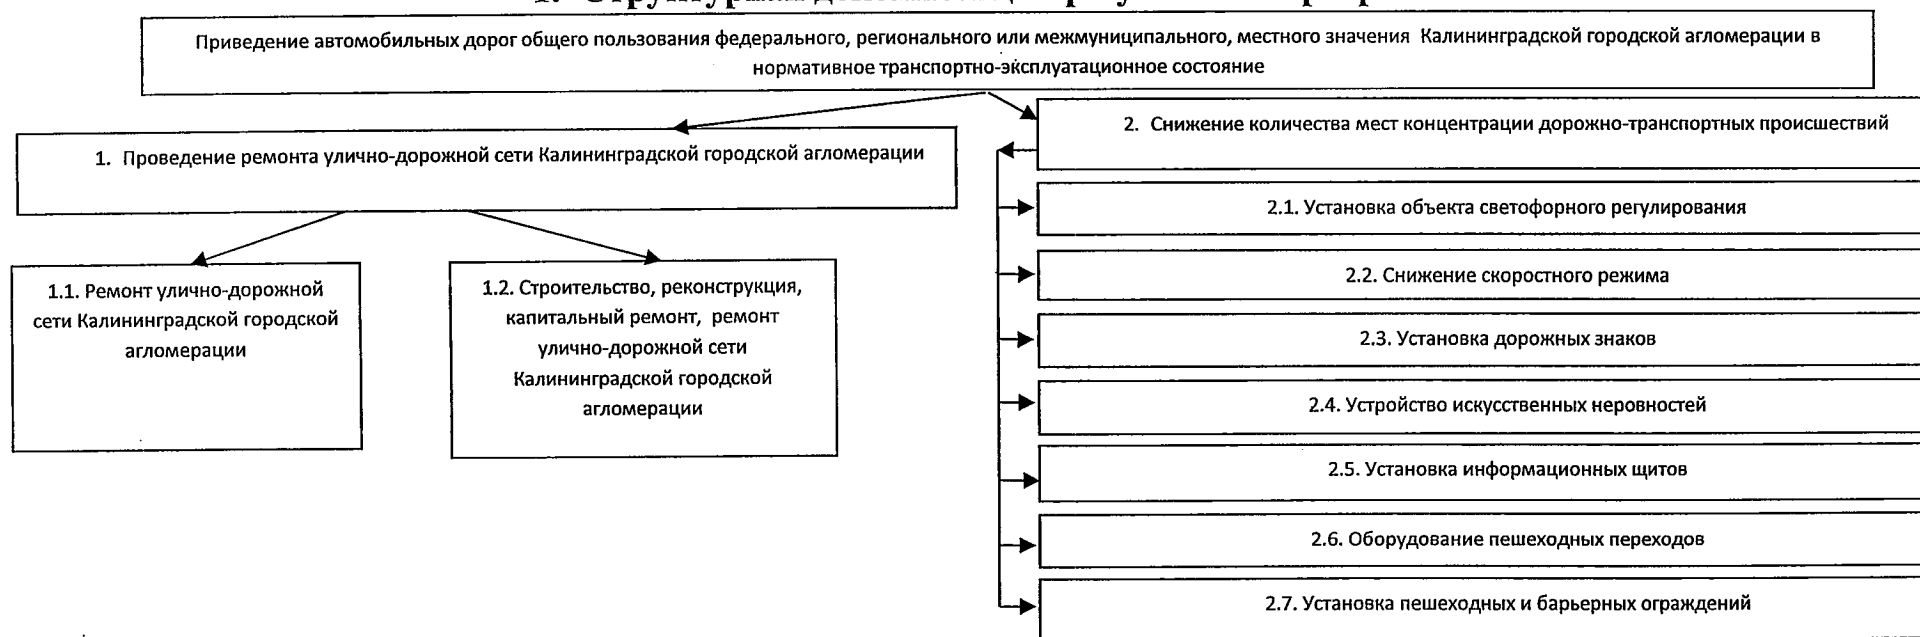 Приведение автомобильных дорог общего пользования федерального, регионального или межмуниципального, местного значения Калининградской городской агломерации в
нормативное транспортно-эксплуатационное состояние
1. Проведение ремонта улично-дорожной сети Калининградской городской агломерации
1.1. Ремонт улично-дорожной
сети Калининградской городской
агломерации
1.2. Строительство, реконструкция,
капитальный ремонт, ремонт
улично-дорожной сети
Калининградской городской
агломерации
2. Снижение количества мест концентрации дорожно-транспортных происшествий
2.1. Установка объекта светофорного регулирования
2.2. Снижение скоростного режима
2.3. Установка дорожных знаков
2.4. Устройство искусственных неровностей
2.5. Установка информационных щитов
2.6. Оборудование пешеходных переходов
2.7. Установка пешеходных и барьерных ограждений